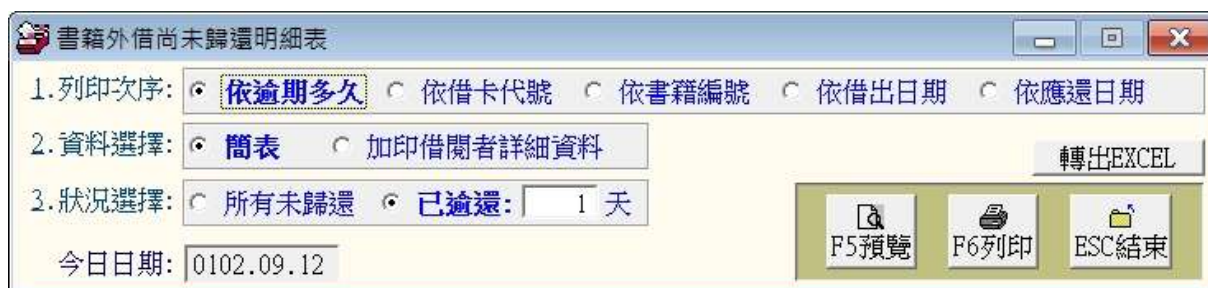 書籍外借尚未歸還明細表
1.列印次序: 依逾期多久 依借卡代號 依書籍編號 依借出日期 依應還日期
2.資料選擇: 簡表 加印借閱者詳細資料
轉出EXCEL
3.狀況選擇: 所有未歸還 已逾還: 1 天
F5預覽 F6列印 ESC結束
今日日期: 0102.09.12